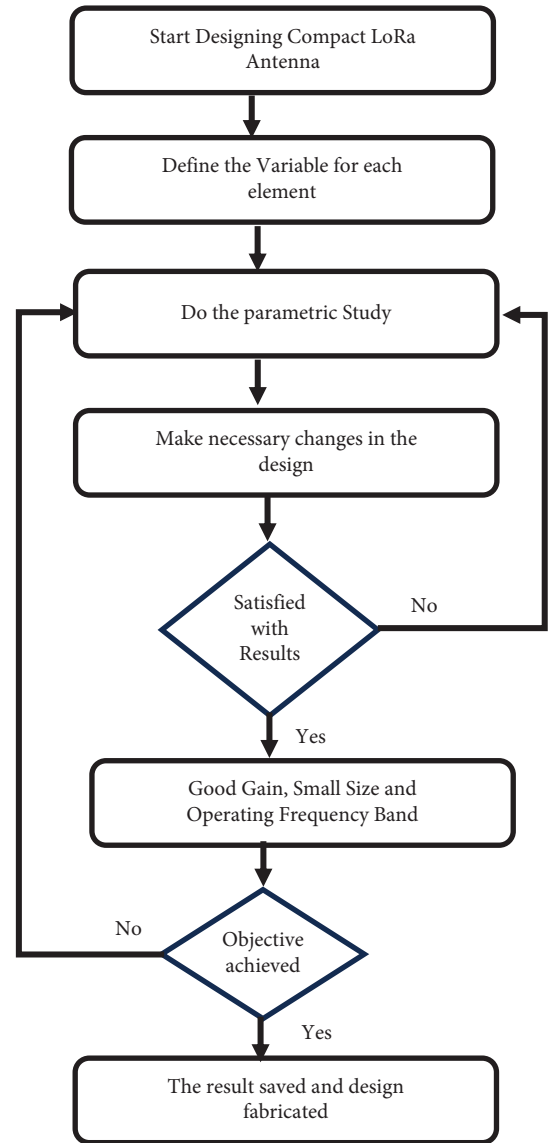 Start Designing Compact LoRa
Antenna
Define the Variable for each
element
Do the parametric Study
Make necessary changes in the
design
Satisfied
with
Results
No
Yes
Good Gain, Small Size and
Operating Frequency Band
No
Objective
achieved
Yes
The result saved and design
fabricated